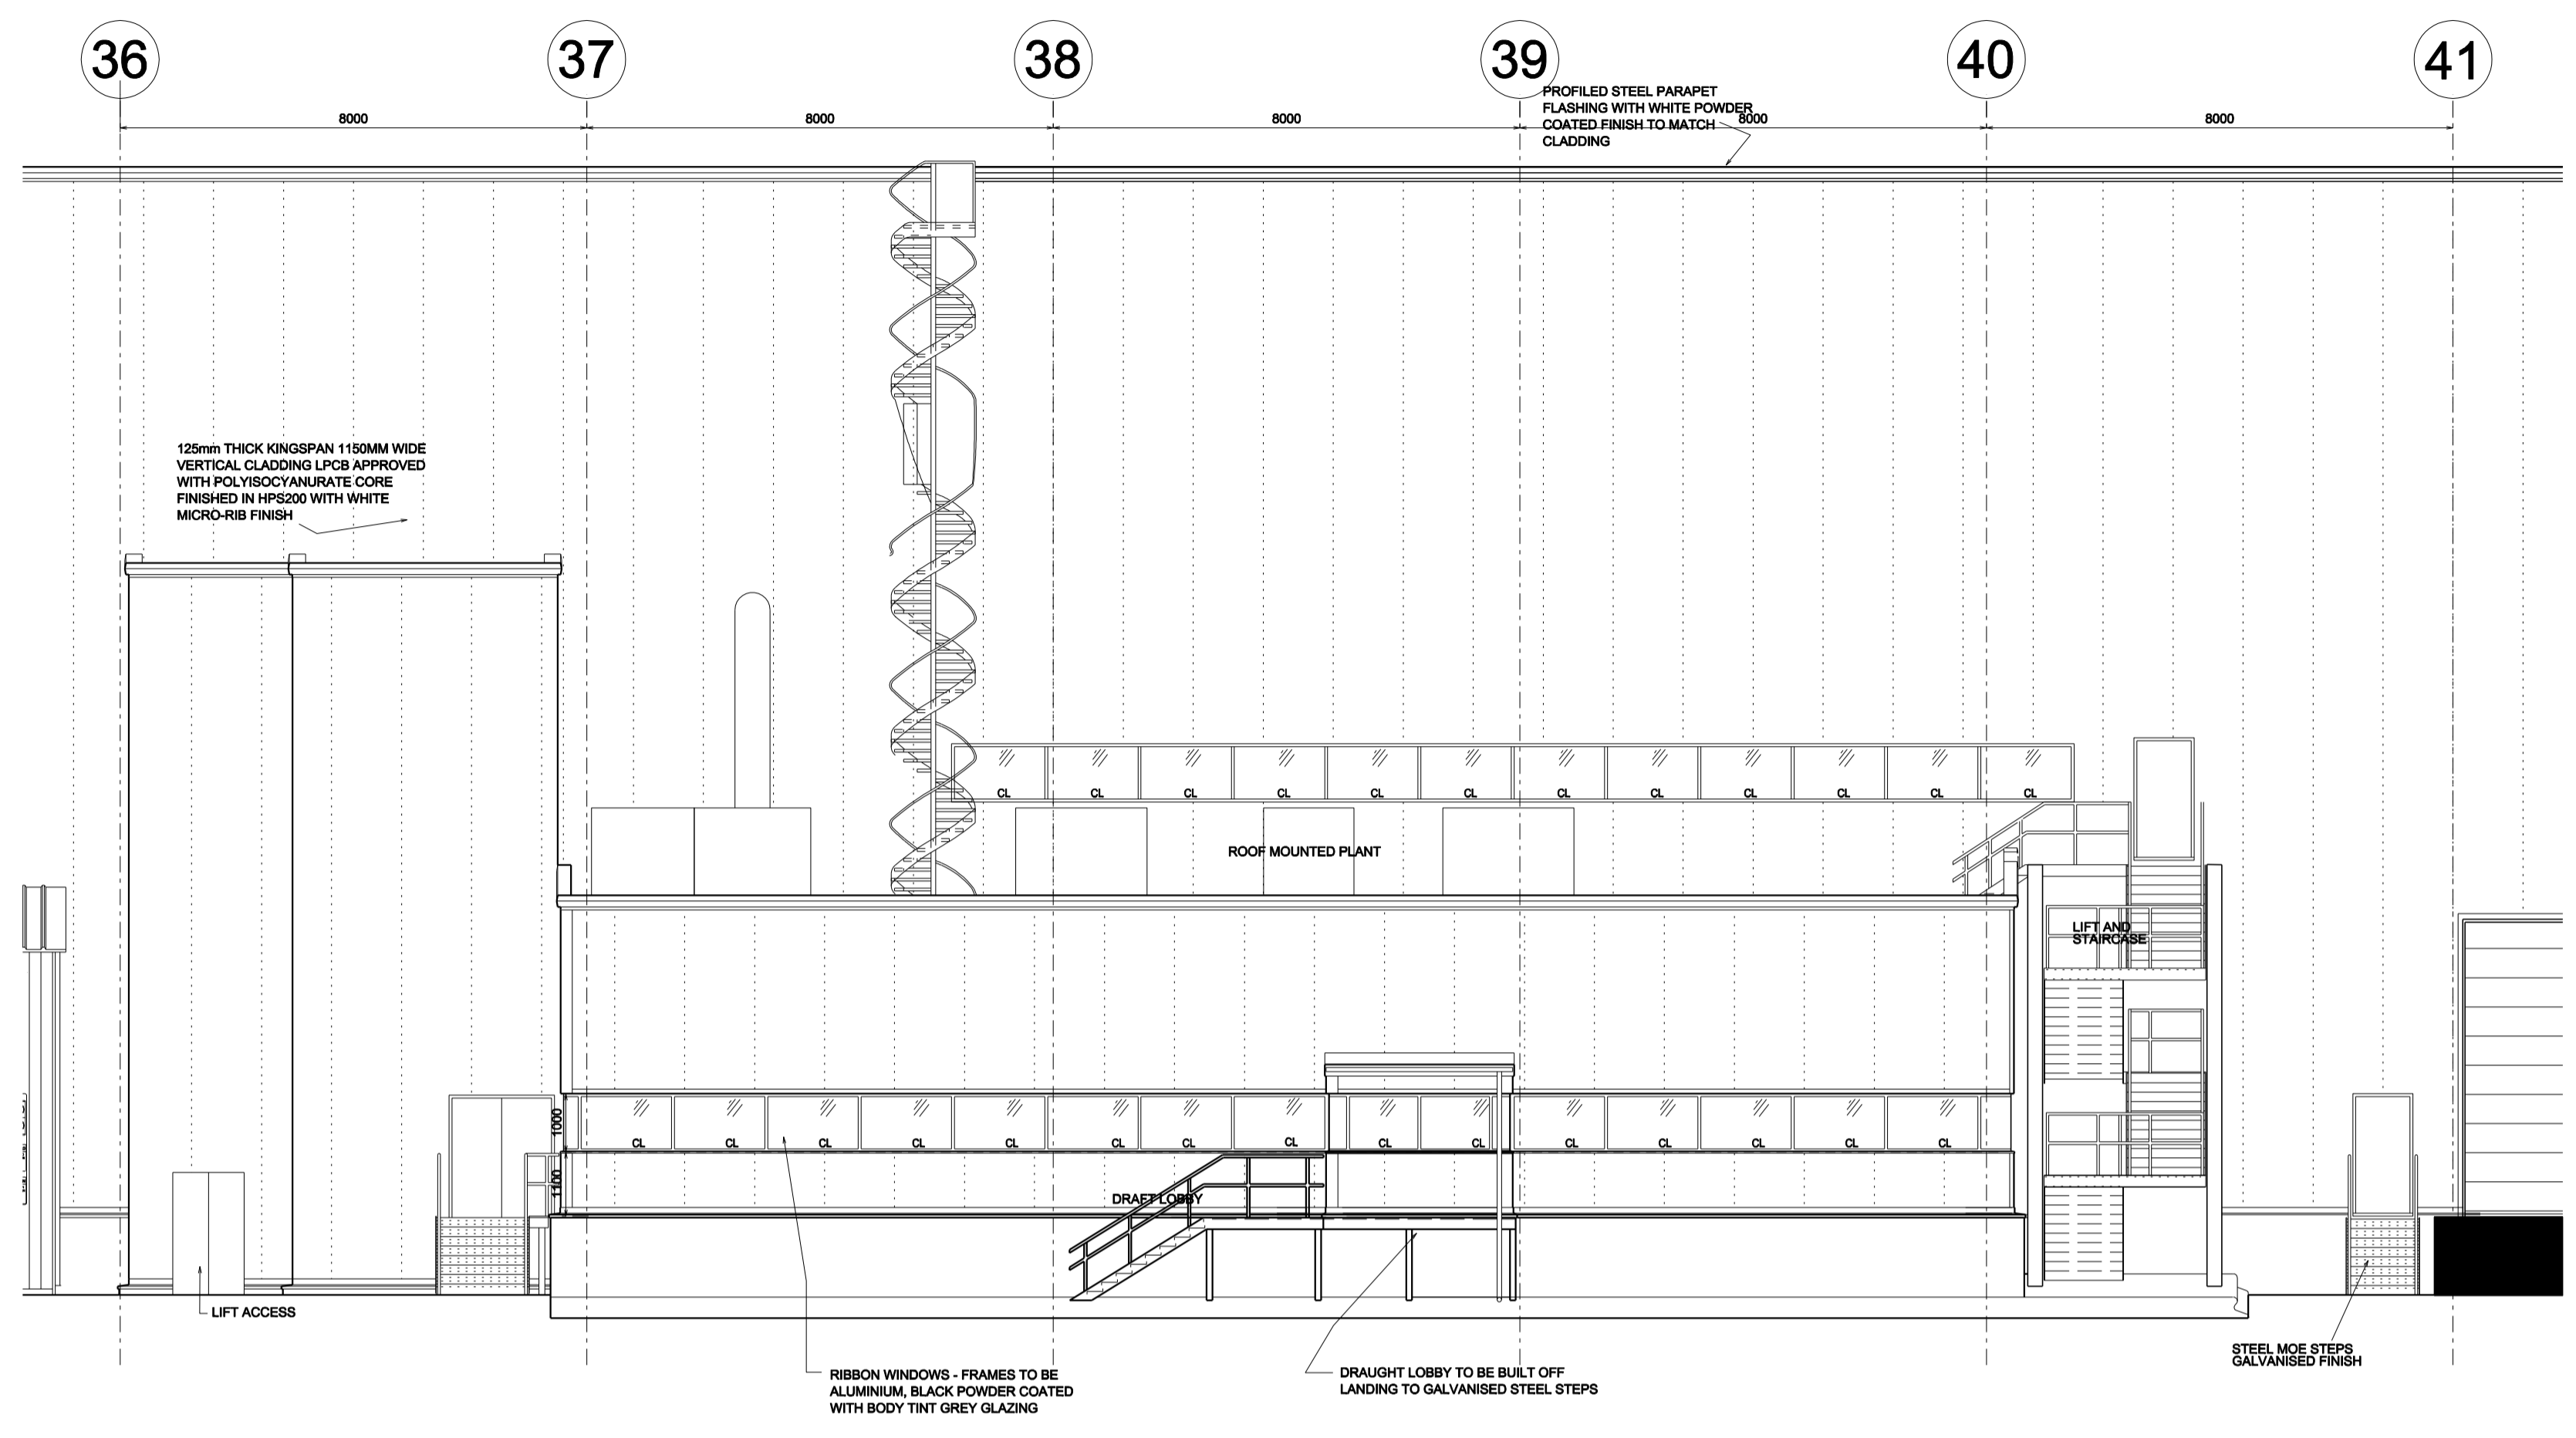 36 37 38 39 40 41
PROFILED STEEL PARAPET
FLASHING WITH WHITE POWDER
COATED FINISH TO MATCH
CLADDING
8000 8000 8000 8000 8000
125mm THICK KINGSPAN 1150MM WIDE
VERTICAL CLADDING LPCB APPROVED
WITH POLYISOCYANURATE CORE
FINISHED IN HPS200 WITH WHITE
MICRO-RIB FINISH
CL CL CL CL CL CL CL CL CL CL CL CL
ROOF MOUNTED PLANT
LIFT AND
STAIRCASE
1000
CL CL CL CL CL CL CL CL CL CL CL CL CL CL CL
1100
DRAFT LOBBY
LIFT ACCESS
RIBBON WINDOWS - FRAMES TO BE
ALUMINIUM, BLACK POWDER COATED
WITH BODY TINT GREY GLAZING
DRAUGHT LOBBY TO BE BUILT OFF
LANDING TO GALVANISED STEEL STEPS
STEEL MOE STEPS
GALVANISED FINISH